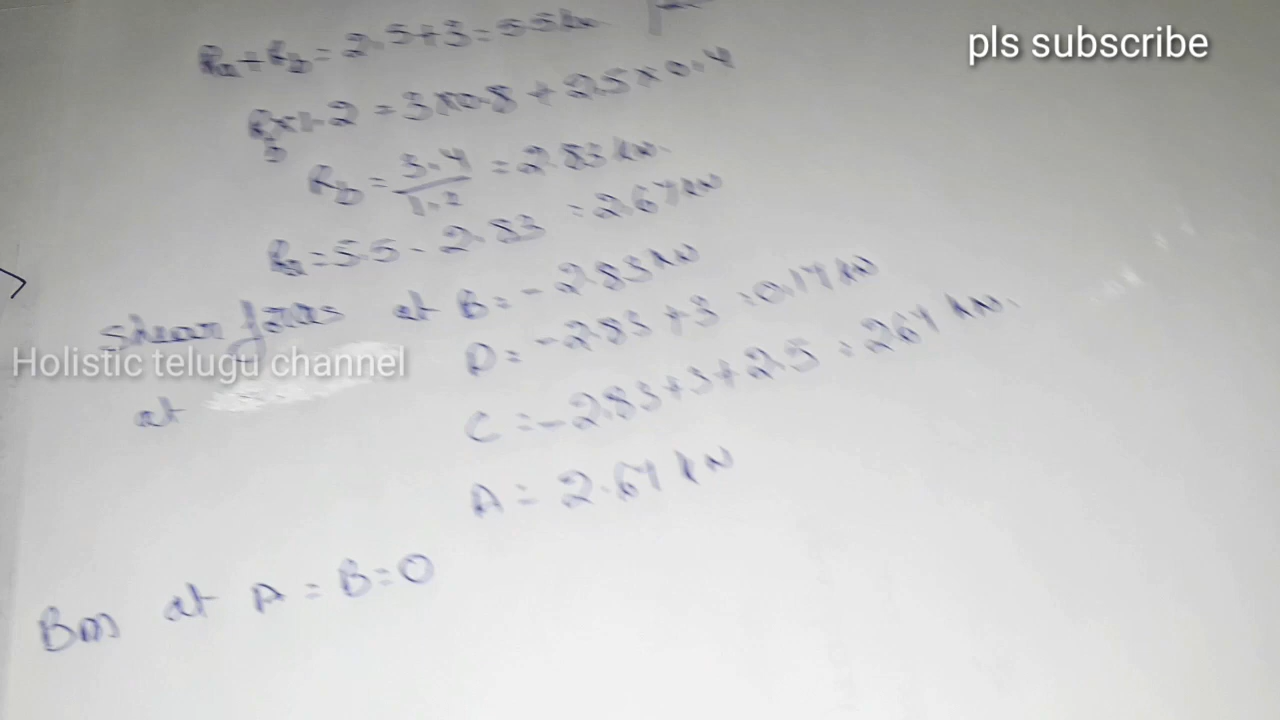 pls subscribe
Ra + Rb = 2.5+3 = 5.5kn
RB×1.2 = 3×0.8 + 2.5×0.4
Rb = 3.4/1.2 = 2.83 kn.
Ra = 5.5 - 2.83 = 2.67 kN
Shear forces at B = - 2.83 kN
D = -2.83 +3 = 0.17 kN
Holistic telugu channel
at C = -2.83+3+2.5 = 2.67 kN.
A = 2.67 kN
BM at A = B = 0